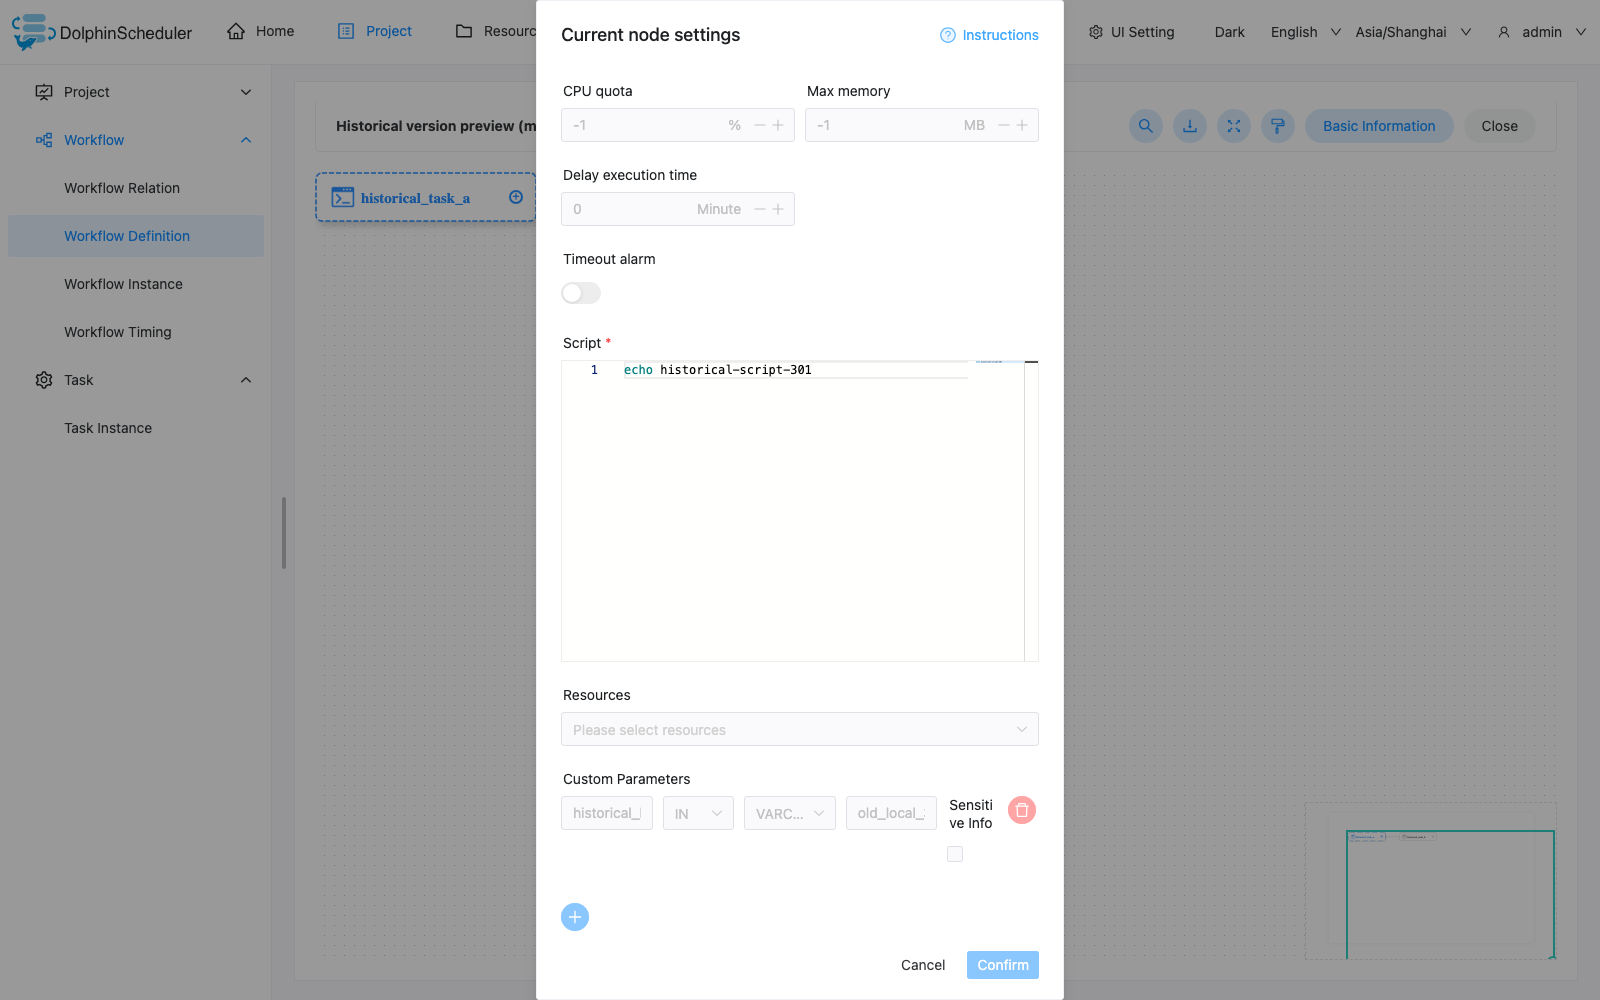 DolphinScheduler
Home
Project
UI Setting
Dark
English
Asia/Shanghai
admin
Project
Workflow
Workflow Relation
Workflow Definition
Workflow Instance
Workflow Timing
Task
Task Instance
Historical version preview
historical_task_a
Basic Information
Close
Current node settings
Instructions
CPU quota
Max memory
-1 %
-1 MB
Delay execution time
0 Minute
Timeout alarm
Script *
1 echo historical-script-301
Resources
Please select resources
Custom Parameters
historical_ IN VARC... old_local_
Sensiti
ve Info
Cancel
Confirm